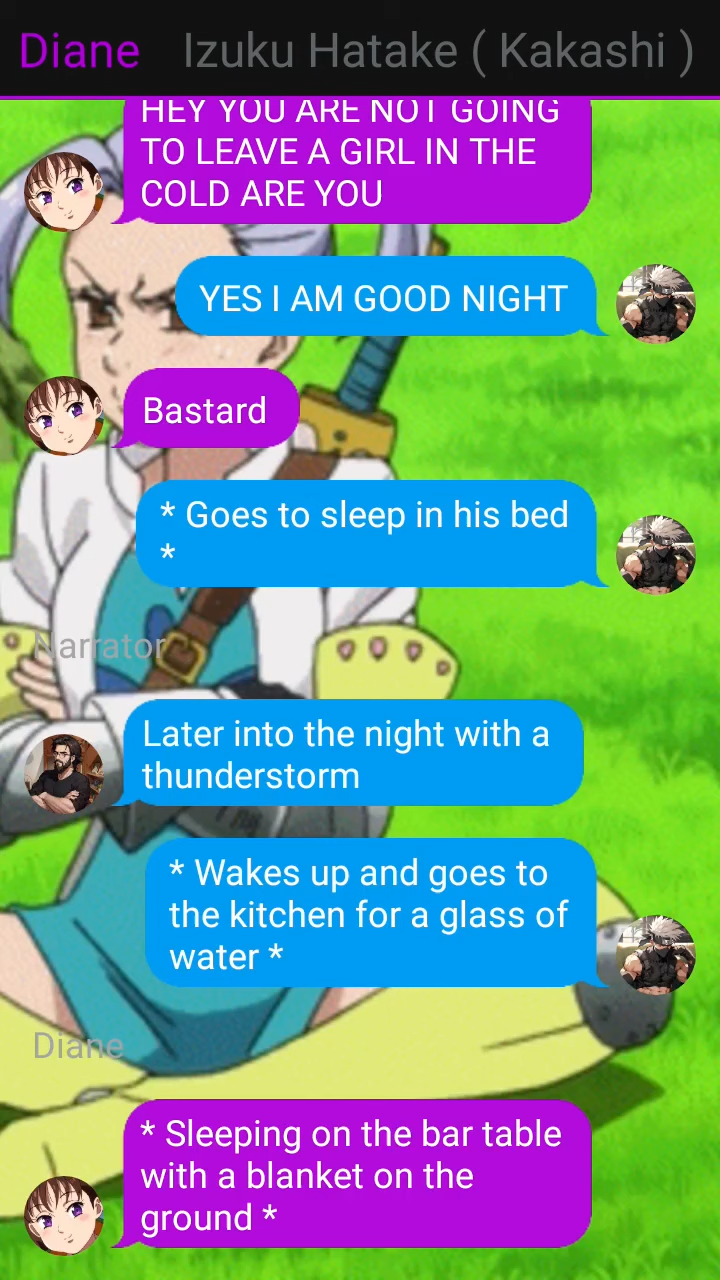 Diane Izuku Hatake ( Kakashi )
HEY YOU ARE NOT GOING
TO LEAVE A GIRL IN THE
COLD ARE YOU
YES I AM GOOD NIGHT
Bastard
* Goes to sleep in his bed
*
Narrator
Later into the night with a
thunderstorm
* Wakes up and goes to
the kitchen for a glass of
water *
Diane
* Sleeping on the bar table
with a blanket on the
ground *